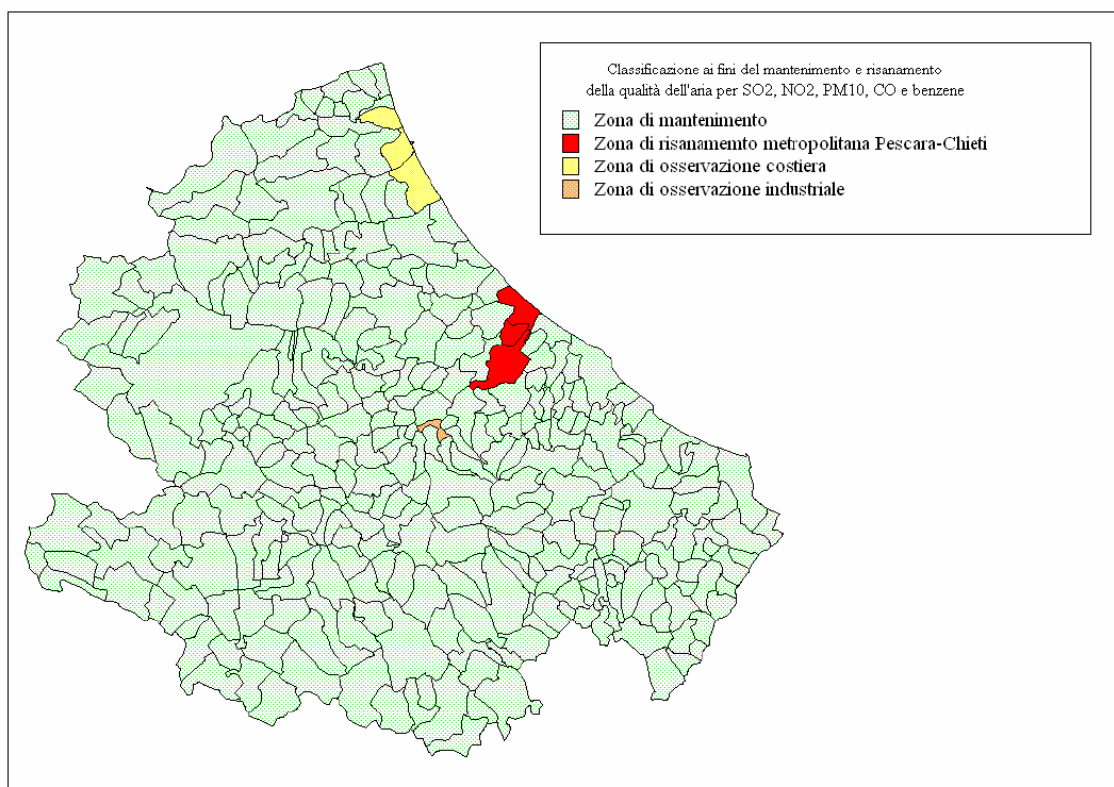 Classificazione ai fini del mantenimento e risanamento
della qualità dell'aria per SO2, NO2, PM10, CO e benzene
Zona di mantenimento
Zona di risanamento metropolitana Pescara-Chieti
Zona di osservazione costiera
Zona di osservazione industriale